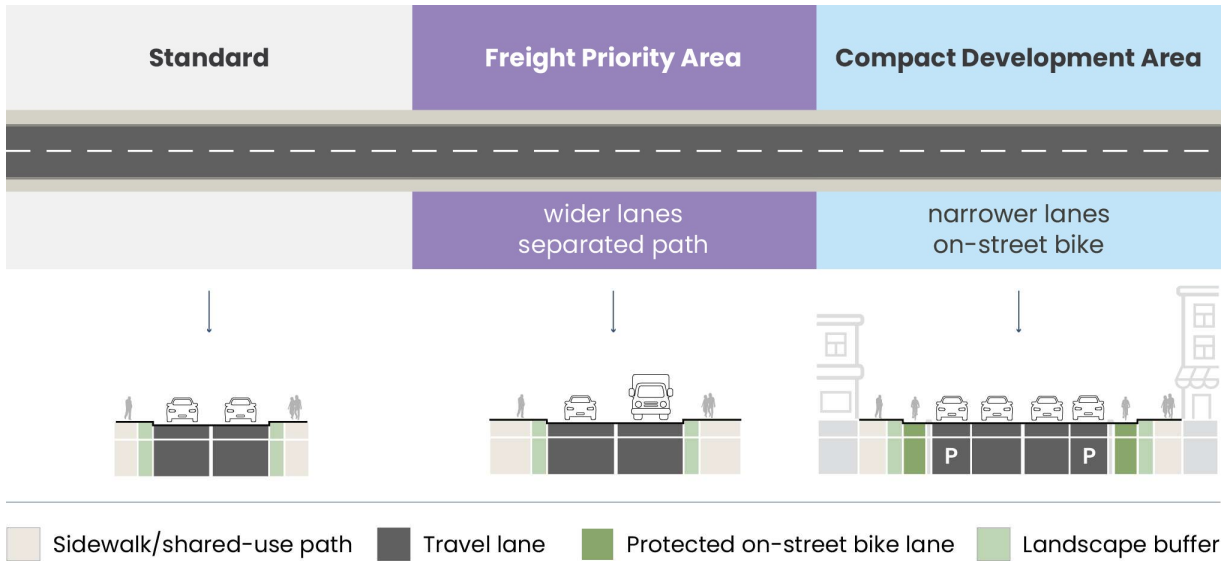 Standard
Freight Priority Area
Compact Development Area
wider lanes
separated path
narrower lanes
on-street bike
P
P
Sidewalk/shared-use path
Travel lane
Protected on-street bike lane
Landscape buffer